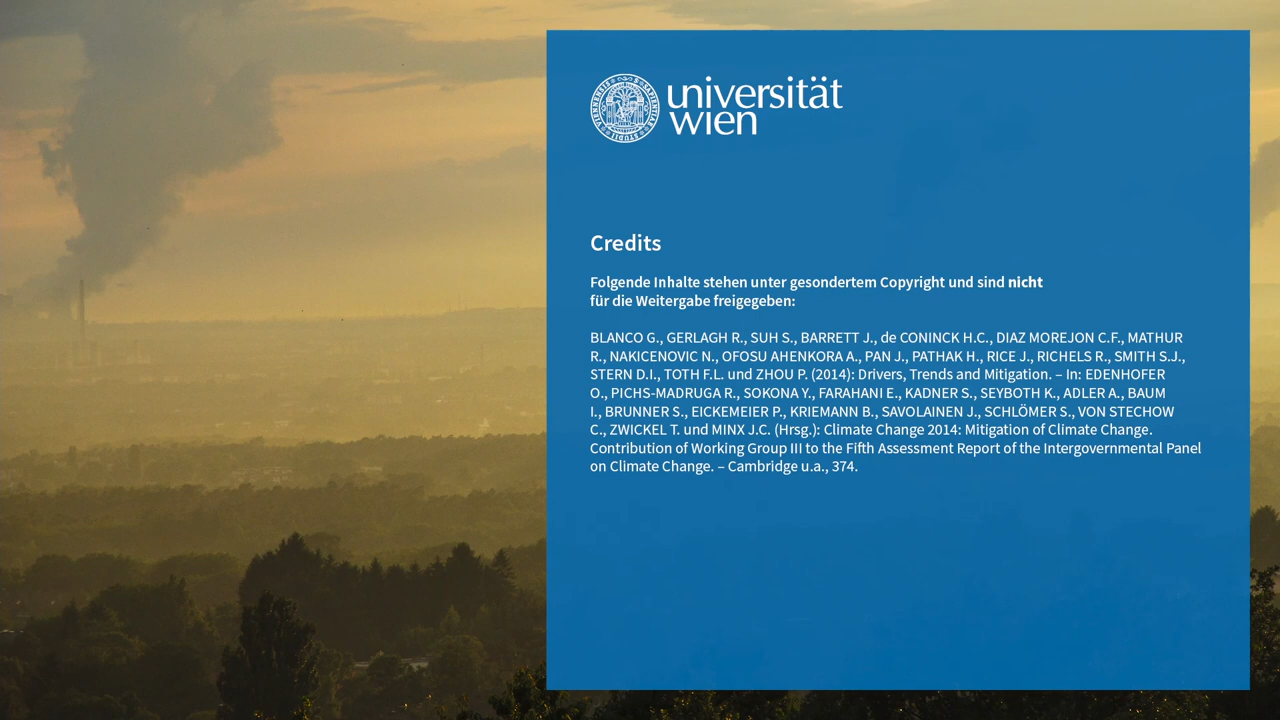 universität
wien
Credits
Folgende Inhalte stehen unter gesondertem Copyright und sind nicht
für die Weitergabe freigegeben:
BLANCO G., GERLAGH R., SUH S., BARRETT J., de CONINCK H.C., DIAZ MOREJON C.F., MATHUR
R., NAKICENOVIC N., OFOSU AHENKORA A., PAN J., PATHAK H., RICE J., RICHELS R., SMITH S.J.,
STERN D.I., TOTH F.L. und ZHOU P. (2014): Drivers, Trends and Mitigation. – In: EDENHOFER
O., PICHS-MADRUGA R., SOKONA Y., FARAHANI E., KADNER S., SEYBOTH K., ADLER A., BAUM
I., BRUNNER S., EICKEMEIER P., KRIEMANN B., SAVOLAINEN J., SCHLÖMER S., VON STECHOW
C., ZWICKEL T. und MINX J.C. (Hrsg.): Climate Change 2014: Mitigation of Climate Change.
Contribution of Working Group III to the Fifth Assessment Report of the Intergovernmental Panel
on Climate Change. – Cambridge u.a., 374.